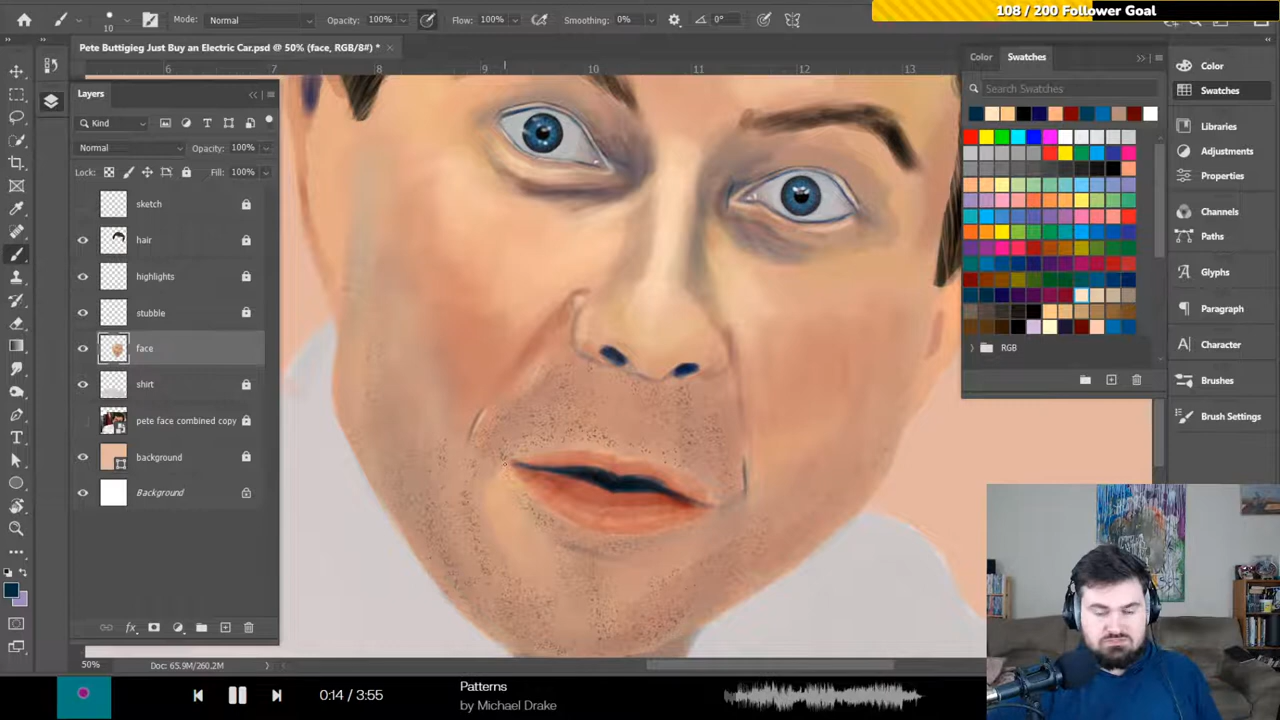 108 / 200 Follower Goal
10
Mode: Normal
Opacity: 100%
Flow: 100%
Smoothing: 0%
0°
Pete Buttigieg Just Buy an Electric Car.psd @ 50% (face, RGB/8#) *
6 7 8 9 10 11 12 13
Layers
Kind
Normal
Opacity: 100%
Lock:
Fill: 100%
sketch
hair
highlights
stubble
face
shirt
pete face combined copy
background
Background
fx
50%
Doc: 65.9M/260.2M
Color
Swatches
Search Swatches
RGB
Color
Swatches
Libraries
Adjustments
Properties
Channels
Paths
Glyphs
Paragraph
Character
Brushes
Brush Settings
0:14 / 3:55
Patterns
by Michael Drake